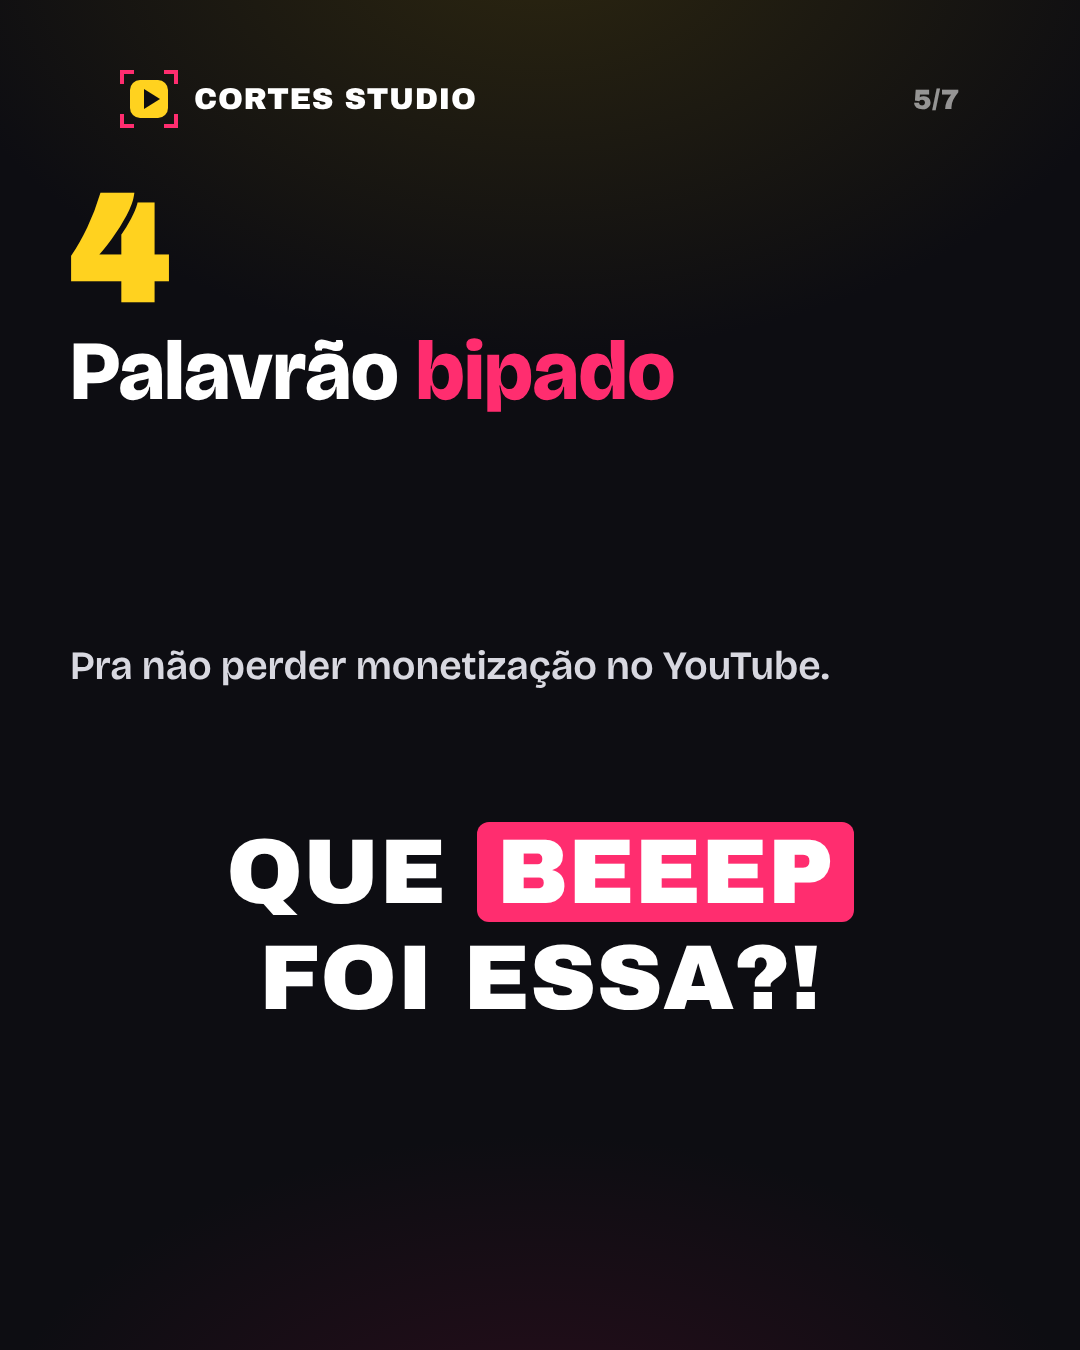 CORTES STUDIO
5/7
4
Palavrão bipado
Pra não perder monetização no YouTube.
QUE BEEEP
FOI ESSA?!